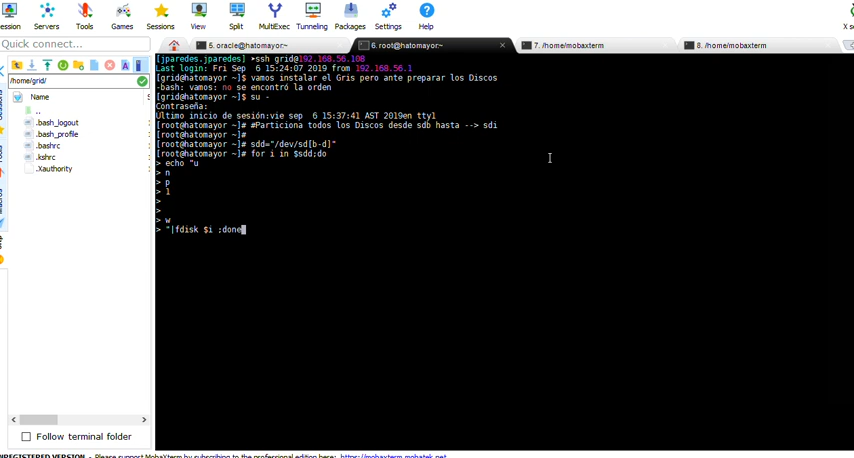 ession Servers Tools Games Sessions View Split MultiExec Tunneling Packages Settings Help X s
Quick connect...
5. oracle@hatomayor~ 6. root@hatomayor~ 7. /home/mobaxterm 8. /home/mobaxterm
/home/grid/
Name
..
.bash_logout
.bash_profile
.bashrc
.kshrc
.Xauthority
Follow terminal folder
[jparedes.jparedes] ➤ssh grid@192.168.56.108
Last login: Fri Sep  6 15:24:07 2019 from 192.168.56.1
[grid@hatomayor ~]$ vamos instalar el Gris pero ante preparar los Discos
-bash: vamos: no se encontró la orden
[grid@hatomayor ~]$ su -
Contraseña:
Último inicio de sesión:vie sep  6 15:37:41 AST 2019en tty1
[root@hatomayor ~]# #Particiona todos los Discos desde sdb hasta --> sdi
[root@hatomayor ~]#
[root@hatomayor ~]# sdd="/dev/sd[b-d]"
[root@hatomayor ~]# for i in $sdd;do
> echo "u
> n
> p
> 1
>
>
> w
> "|fdisk $i ;done
NREGISTERED VERSION - Please support MobaXterm by subscribing to the professional edition here: https://mobaxterm.mobatek.net